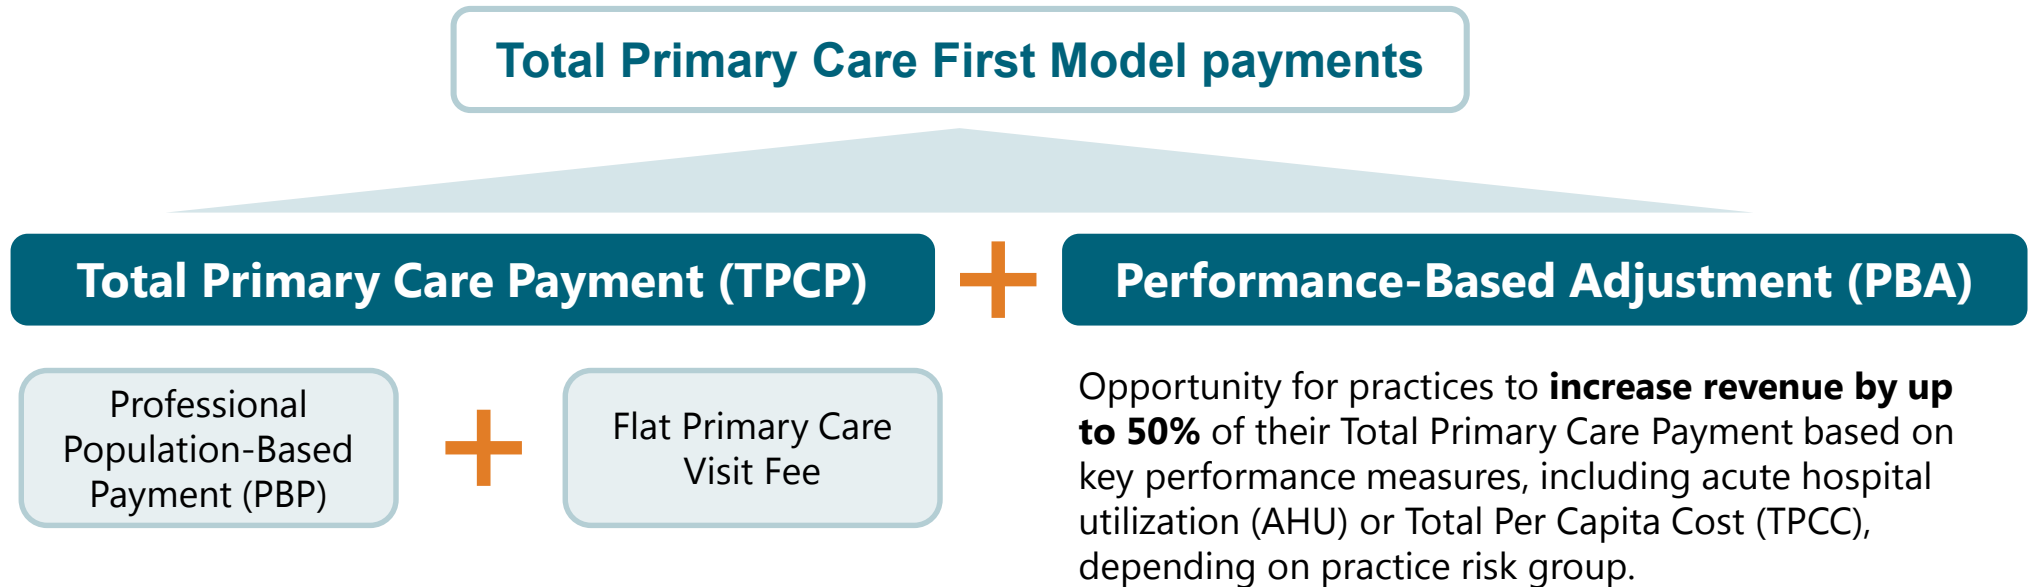 Total Primary Care First Model payments
Total Primary Care Payment (TPCP)
+
Performance-Based Adjustment (PBA)
Professional
Population-Based
Payment (PBP)
+
Flat Primary Care
Visit Fee
Opportunity for practices to increase revenue by up
to 50% of their Total Primary Care Payment based on
key performance measures, including acute hospital
utilization (AHU) or Total Per Capita Cost (TPCC),
depending on practice risk group.